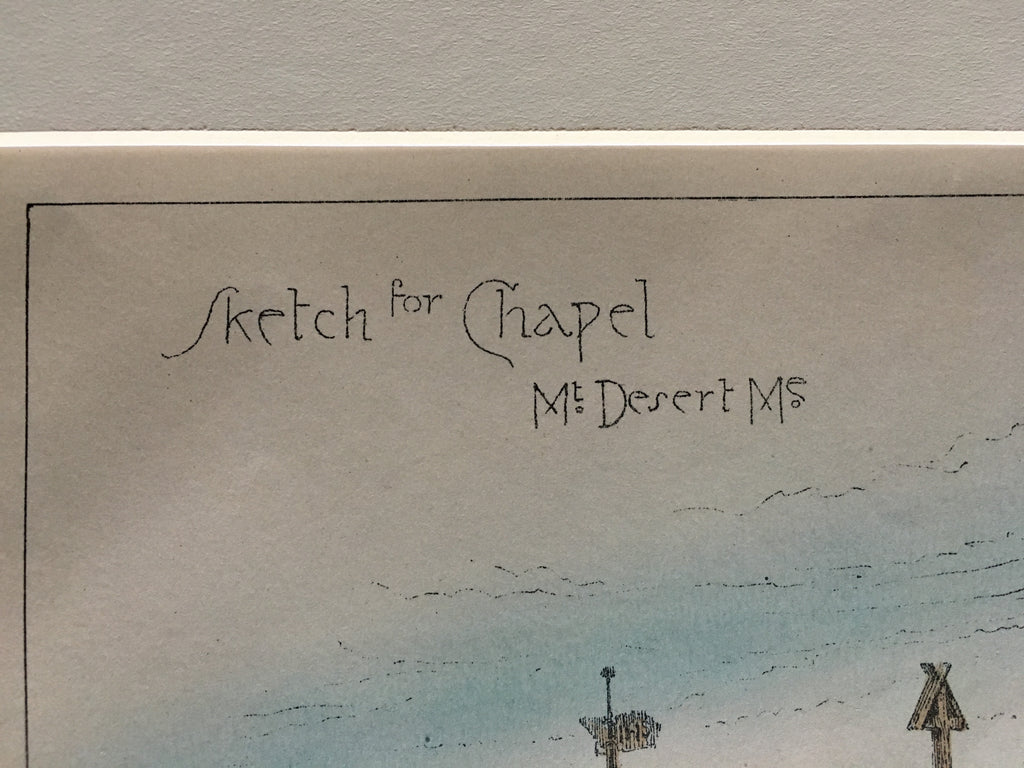 Sketch for Chapel
Mt. Desert Me.